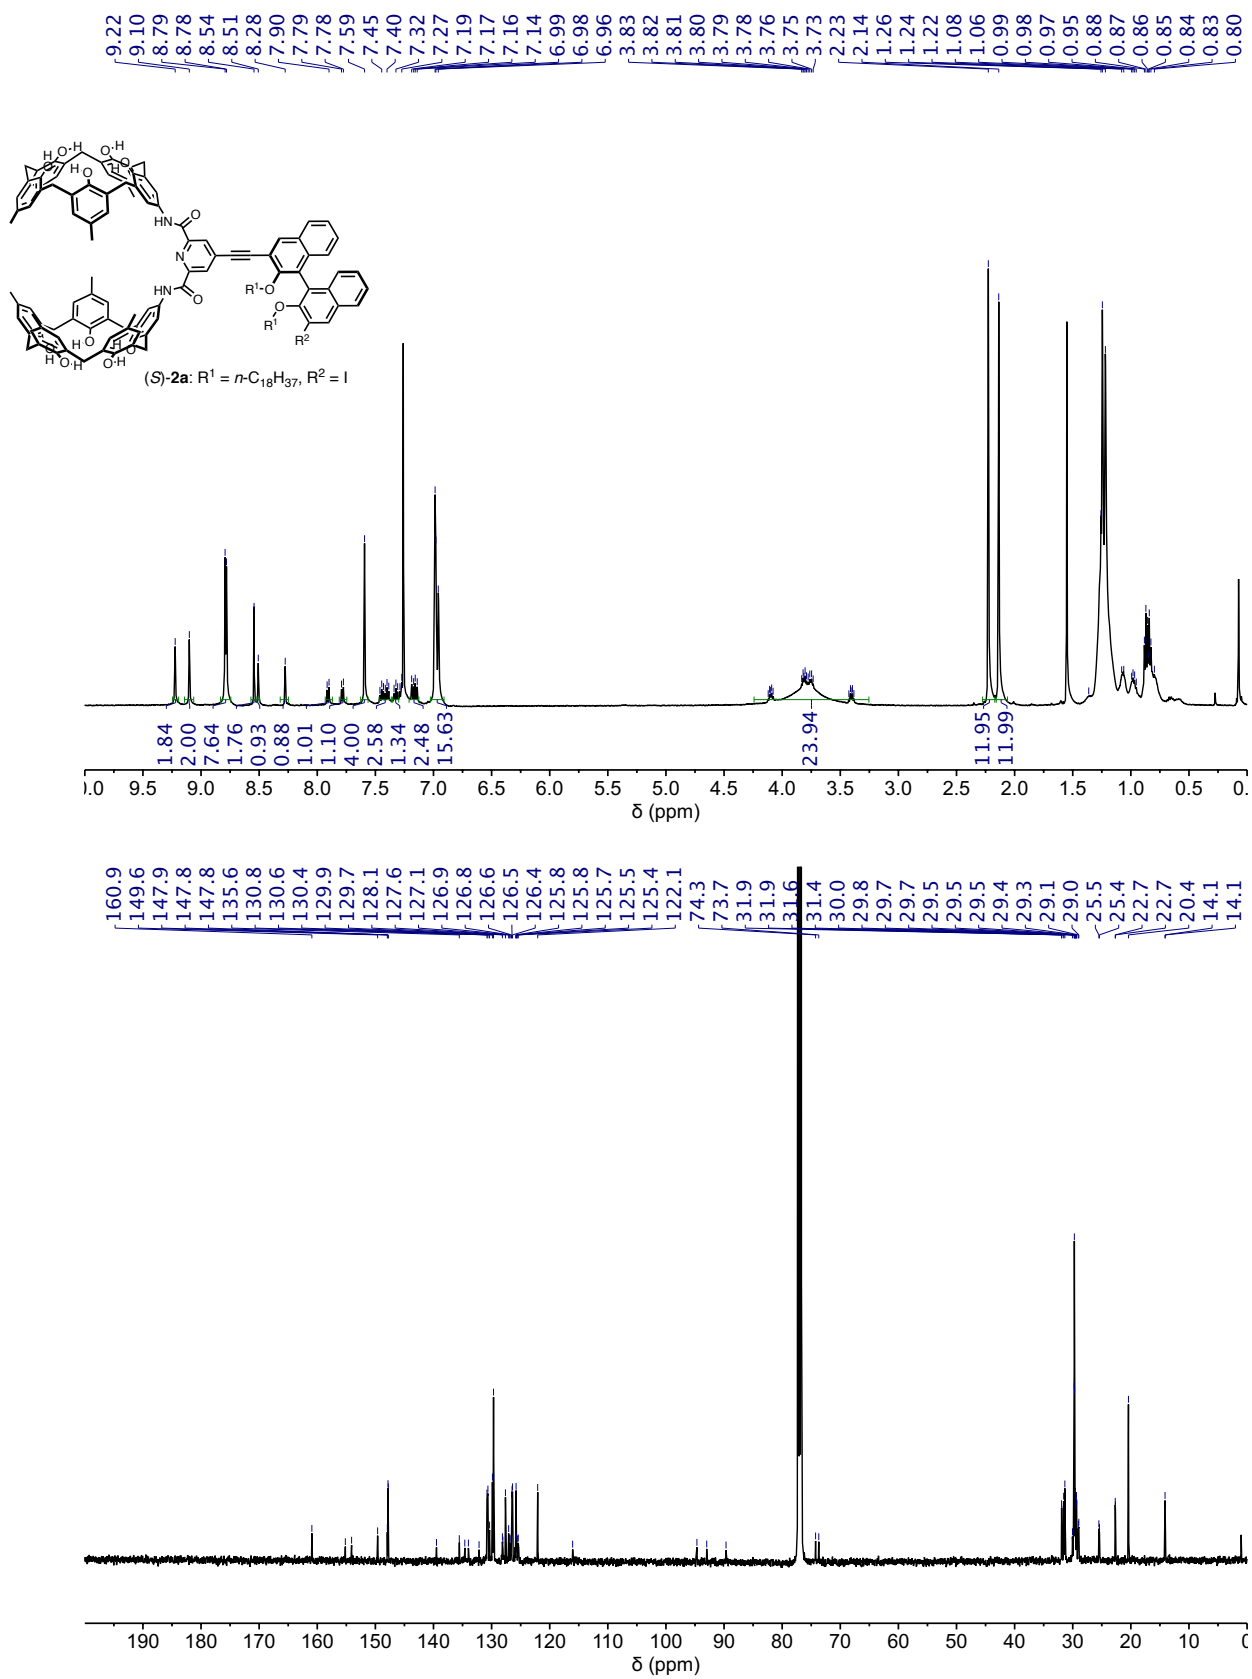 9.22 9.10 8.79 8.78 8.54 8.51 8.28 7.90 7.79 7.78 7.59 7.45 7.40 7.32 7.27 7.19 7.17 7.16 7.14 6.99 6.98 6.96 3.83 3.82 3.81 3.80 3.79 3.78 3.76 3.75 3.73 2.23 2.14 1.26 1.24 1.22 1.08 1.06 0.99 0.98 0.97 0.95 0.88 0.87 0.86 0.85 0.84 0.83 0.80
H O H O H O H O O H
HN O
N
HN O
R¹-O
O
R¹
R²
H O H O H O H O O H
(S)-2a: R¹ = n-C₁₈H₃₇, R² = I
1.84 2.00 7.64 1.76 0.93 0.88 1.01 1.10 4.00 2.58 1.34 2.48 15.63 23.94 11.95 11.99
0.0 9.5 9.0 8.5 8.0 7.5 7.0 6.5 6.0 5.5 5.0 4.5 4.0 3.5 3.0 2.5 2.0 1.5 1.0 0.5 0.
δ (ppm)
160.9 149.6 147.9 147.8 147.8 135.6 130.8 130.6 130.4 129.9 129.7 128.1 127.6 127.1 126.9 126.8 126.6 126.5 126.4 125.8 125.8 125.7 125.5 125.4 122.1 74.3 73.7 31.9 31.9 31.6 31.4 30.0 29.8 29.7 29.7 29.5 29.5 29.5 29.4 29.3 29.1 29.0 25.5 25.4 22.7 22.7 20.4 14.1 14.1
190 180 170 160 150 140 130 120 110 100 90 80 70 60 50 40 30 20 10 0
δ (ppm)